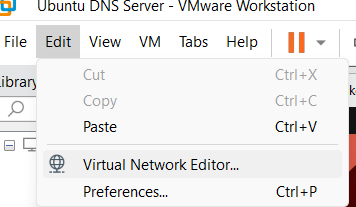 Ubuntu DNS Server - VMware Workstation
File Edit View VM Tabs Help
Library
Cut Ctrl+X
Copy Ctrl+C
Paste Ctrl+V
Virtual Network Editor...
Preferences... Ctrl+P